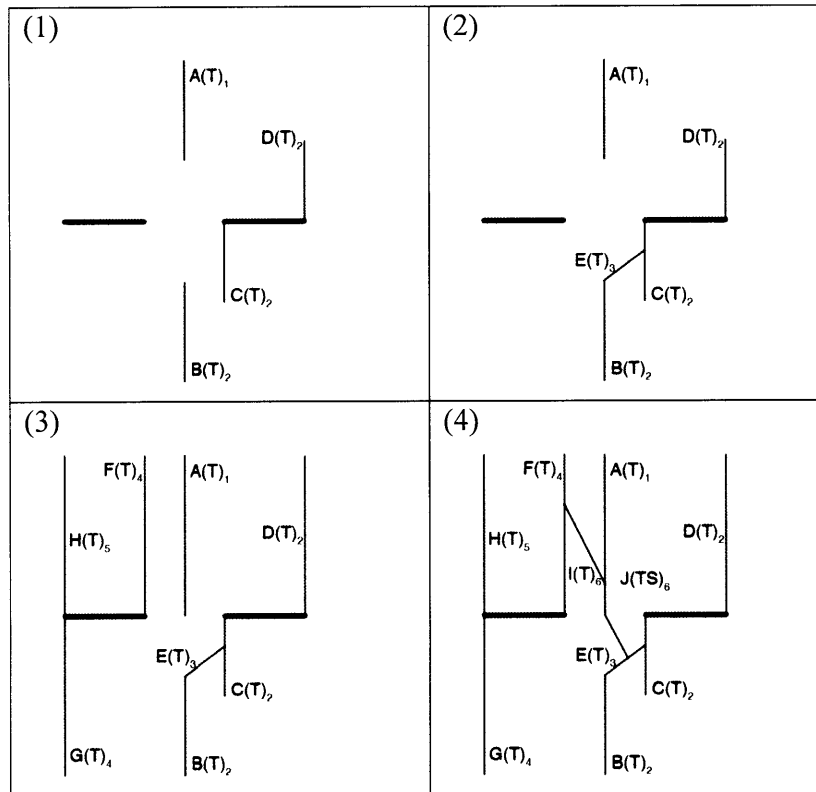 (1)
A(T)₁
D(T)₂
C(T)₂
B(T)₂
(2)
A(T)₁
D(T)₂
E(T)₃
C(T)₂
B(T)₂
(3)
F(T)₄ A(T)₁
H(T)₅ D(T)₂
E(T)₃
C(T)₂
G(T)₄ B(T)₂
(4)
F(T)₄ A(T)₁
H(T)₅ D(T)₂
I(T)₆ J(TS)₆
E(T)₃
C(T)₂
G(T)₄ B(T)₂